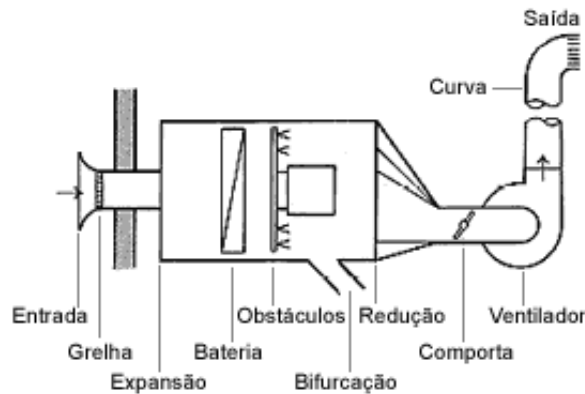 Saída
Curva
Entrada
Obstáculos
Redução
Ventilador
Grelha
Bateria
Comporta
Expansão
Bifurcação